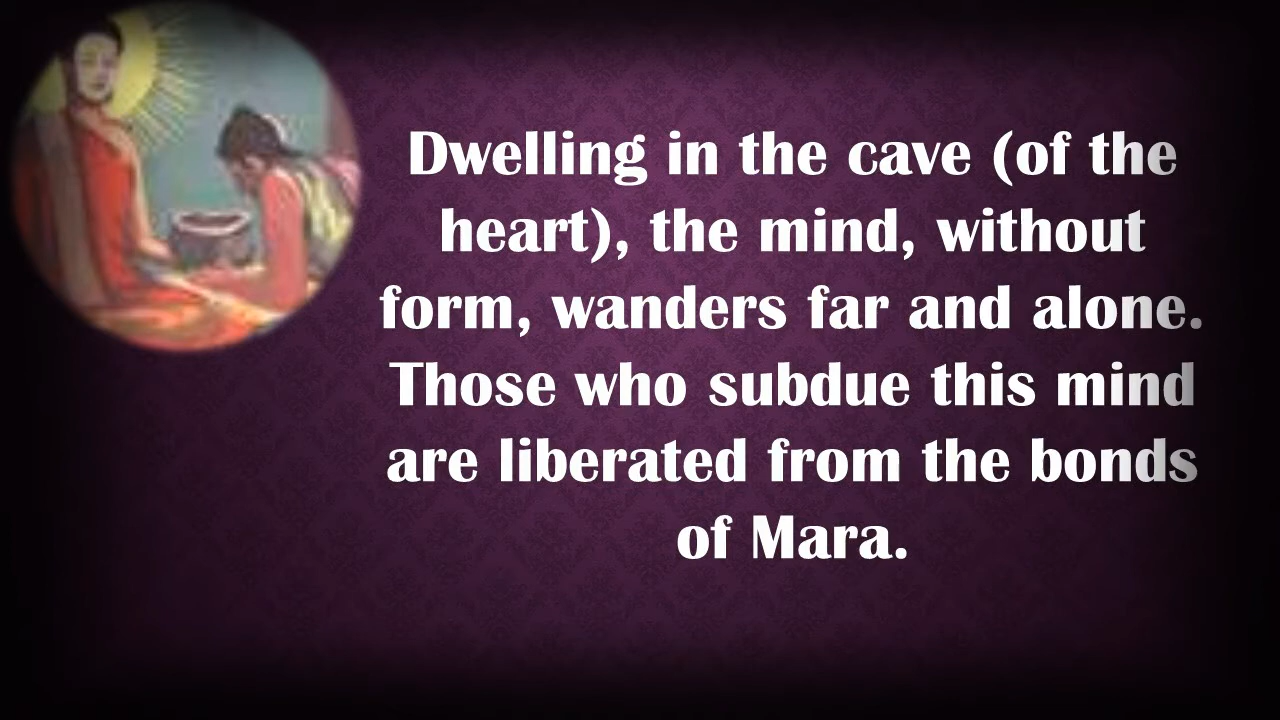 Dwelling in the cave (of the
heart), the mind, without
form, wanders far and alone.
Those who subdue this mind
are liberated from the bonds
of Mara.